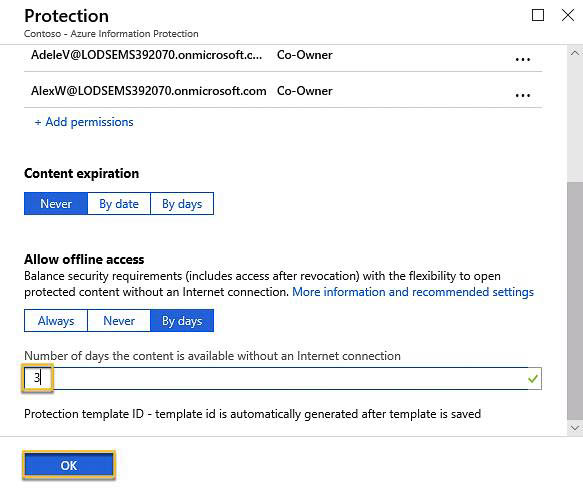 Protection
Contoso - Azure Information Protection
AdeleV@LODSEMS392070.onmicrosoft.c... Co-Owner ...
AlexW@LODSEMS392070.onmicrosoft.com Co-Owner ...
+ Add permissions
Content expiration
Never By date By days
Allow offline access
Balance security requirements (includes access after revocation) with the flexibility to open
protected content without an Internet connection. More information and recommended settings
Always Never By days
Number of days the content is available without an Internet connection
3
Protection template ID - template id is automatically generated after template is saved
OK